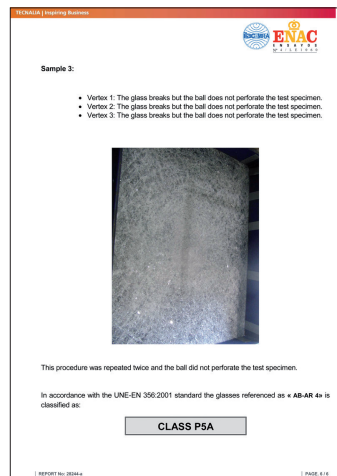 TECNALIA | Inspiring Business
ENAC
ENSAYOS
Sample 3:
• Vertex 1: The glass breaks but the ball does not perforate the test specimen.
• Vertex 2: The glass breaks but the ball does not perforate the test specimen.
• Vertex 3: The glass breaks but the ball does not perforate the test specimen.
This procedure was repeated twice and the ball did not perforate the test specimen.
In accordance with the UNE-EN 356:2001 standard the glasses referenced as « AB-AR 4» is
classified as:
CLASS P5A
| REPORT No: 28244-e
| PAGE. 6 / 6